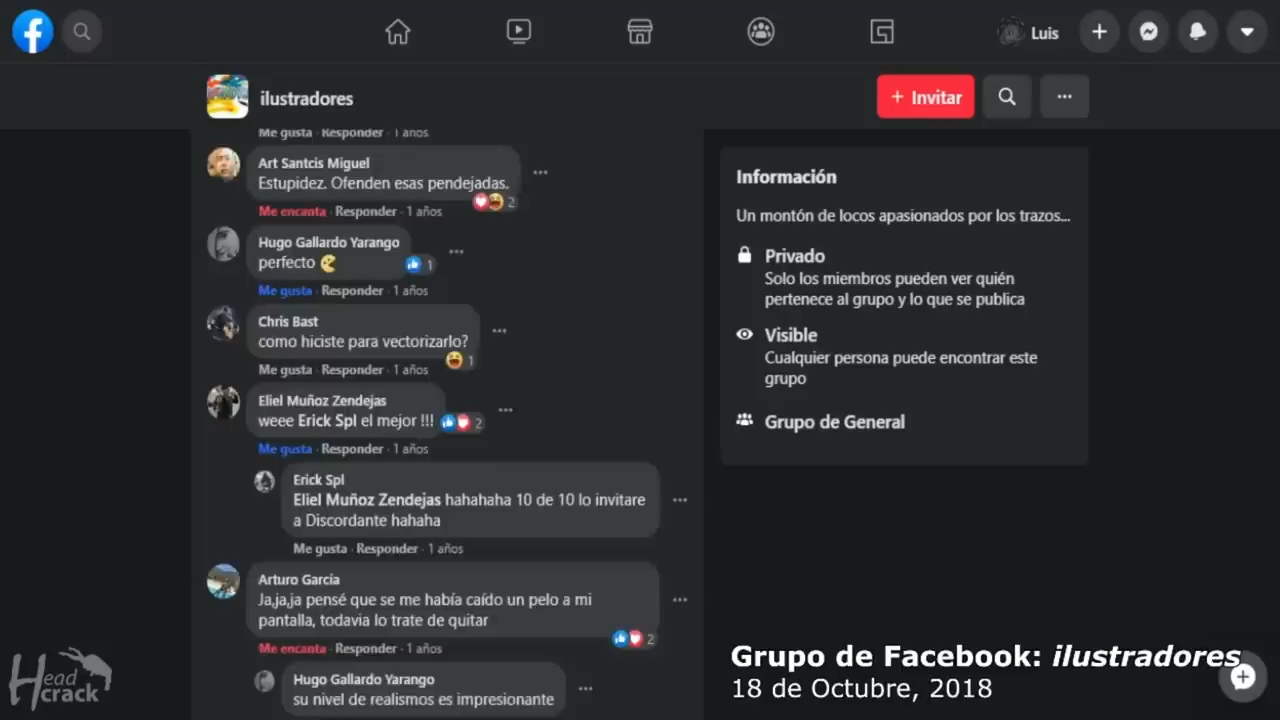 Luis
ilustradores
+ Invitar
Me gusta · Responder · 1 años
Art Santcis Miguel
Estupidez. Ofenden esas pendejadas.
2
Me encanta · Responder · 1 años
Hugo Gallardo Yarango
perfecto
1
Me gusta · Responder · 1 años
Chris Bast
como hiciste para vectorizarlo?
1
Me gusta · Responder · 1 años
Eliel Muñoz Zendejas
weee Erick Spl el mejor !!!
2
Me gusta · Responder · 1 años
Erick Spl
Eliel Muñoz Zendejas hahahaha 10 de 10 lo invitare
a Discordante hahaha
Me gusta · Responder · 1 años
Arturo Garcia
Ja,ja,ja pensé que se me había caído un pelo a mi
pantalla, todavia lo trate de quitar
2
Me encanta · Responder · 1 años
Hugo Gallardo Yarango
su nivel de realismos es impresionante
Información
Un montón de locos apasionados por los trazos...
Privado
Solo los miembros pueden ver quién
pertenece al grupo y lo que se publica
Visible
Cualquier persona puede encontrar este
grupo
Grupo de General
Head
crack
Grupo de Facebook: ilustradores
18 de Octubre, 2018